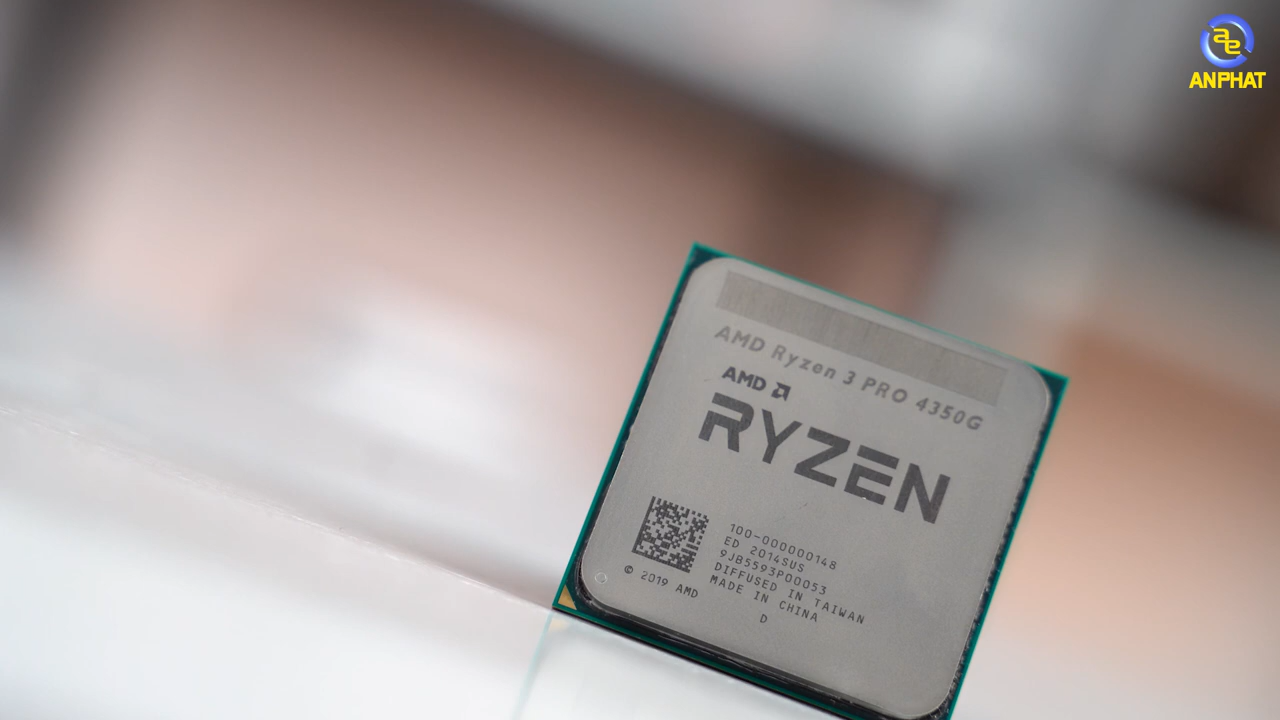 ae
ANPHAT
AMD Ryzen 3 PRO 4350G
AMD
RYZEN
100-000000148
ED 2014SUS
9JB5593P00053
DIFFUSED IN TAIWAN
MADE IN CHINA
© 2019 AMD
D